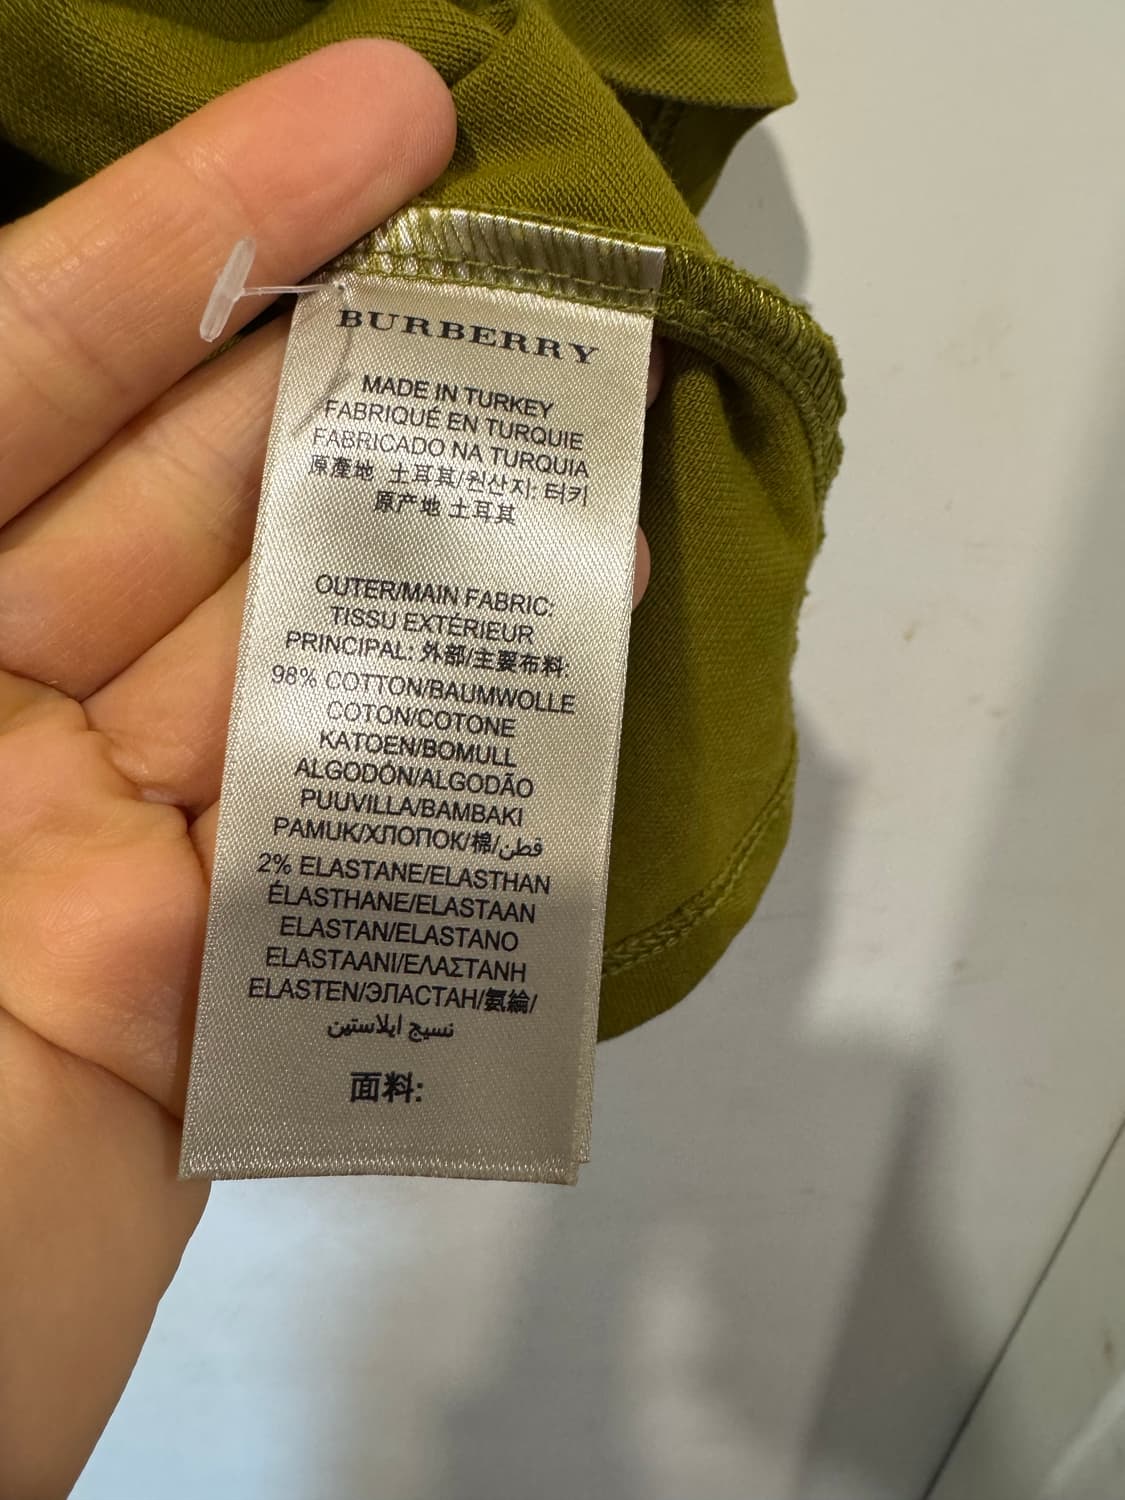 BURBERRY
MADE IN TURKEY
FABRIQUÉ EN TURQUIE
FABRICADO NA TURQUIA
原產地 土耳其/원산지: 터키
原产地 土耳其
OUTER/MAIN FABRIC:
TISSU EXTÉRIEUR
PRINCIPAL: 外部/主要布料:
98% COTTON/BAUMWOLLE
COTON/COTONE
KATOEN/BOMULL
ALGODÓN/ALGODÃO
PUUVILLA/BAMBAKI
PAMUK/ХЛОПОК/棉/قطن
2% ELASTANE/ELASTHAN
ÉLASTHANE/ELASTAAN
ELASTAN/ELASTANO
ELASTAANI/ΕΛΑΣΤΑΝΗ
ELASTEN/ЭЛАСТАН/氨綸/
نسيج ايلاستين
面料: